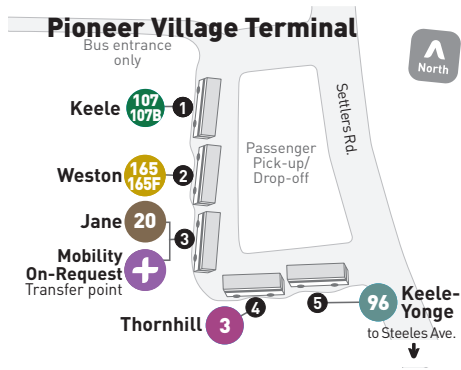 Pioneer Village Terminal
Bus entrance
only
North
Keele
107
107B
1
Settlers Rd.
Passenger
Pick-up/
Drop-off
Weston
165
165F
2
Jane
20
3
Mobility
On-Request
Transfer point
Thornhill
3
4
5
96
Keele-
Yonge
to Steeles Ave.